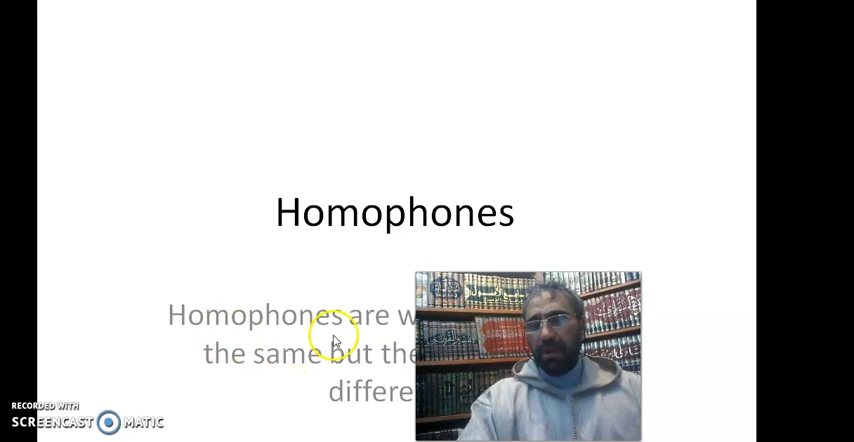 Homophones
Homophones are w
the same but the
differe
RECORDED WITH
SCREENCAST MATIC